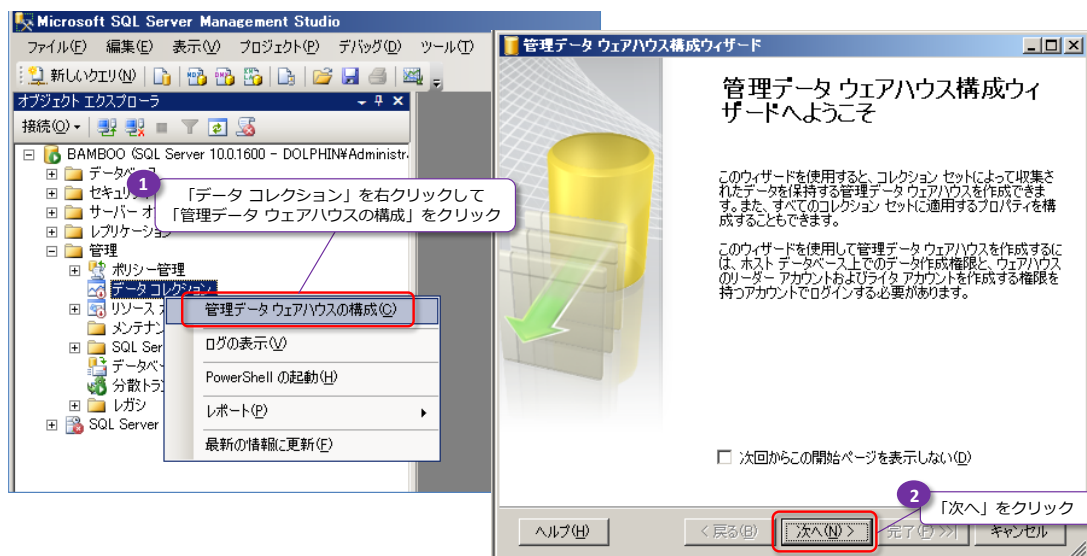 Microsoft SQL Server Management Studio
ファイル(F) 編集(E) 表示(V) プロジェクト(P) デバッグ(D) ツール(T)
新しいクエリ(N)
オブジェクト エクスプローラ
接続(O)
BAMBOO (SQL Server 10.0.1600 - DOLPHIN¥Administr
データベース
セキュリ
サーバー オ
レプリケーション
管理
ポリシー管理
データ コレクション
リソース
メンテナン
SQL Ser
データベ
分散トラ
レガシ
SQL Server
1
「データ コレクション」を右クリックして
「管理データ ウェアハウスの構成」をクリック
管理データ ウェアハウスの構成(C)
ログの表示(V)
PowerShell の起動(H)
レポート(P)
最新の情報に更新(F)
管理データ ウェアハウス構成ウィザード
管理データ ウェアハウス構成ウィ
ザードへようこそ
このウィザードを使用すると、コレクション セットによって収集さ
れたデータを保持する管理データ ウェアハウスを作成できま
す。また、すべてのコレクション セットに適用するプロパティを構
成することもできます。
このウィザードを使用して管理データ ウェアハウスを作成するに
は、ホスト データベース上でのデータ作成権限と、ウェアハウス
のリーダー アカウントおよびライタ アカウントを作成する権限を
持つアカウントでログインする必要があります。
次回からこの開始ページを表示しない(D)
2
「次へ」をクリック
ヘルプ(H)
< 戻る(B)
次へ(N) >
完了(F) >>|
キャンセル